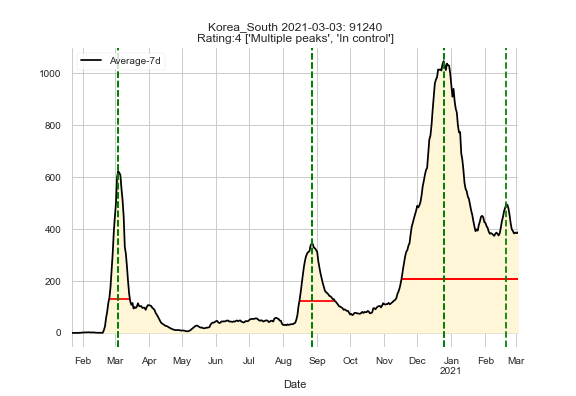 Korea_South 2021-03-03: 91240
Rating:4 ['Multiple peaks', 'In control']
Average-7d
1000
800
600
400
200
0
Feb Mar Apr May Jun Jul Aug Sep Oct Nov Dec Jan Feb Mar
2021
Date